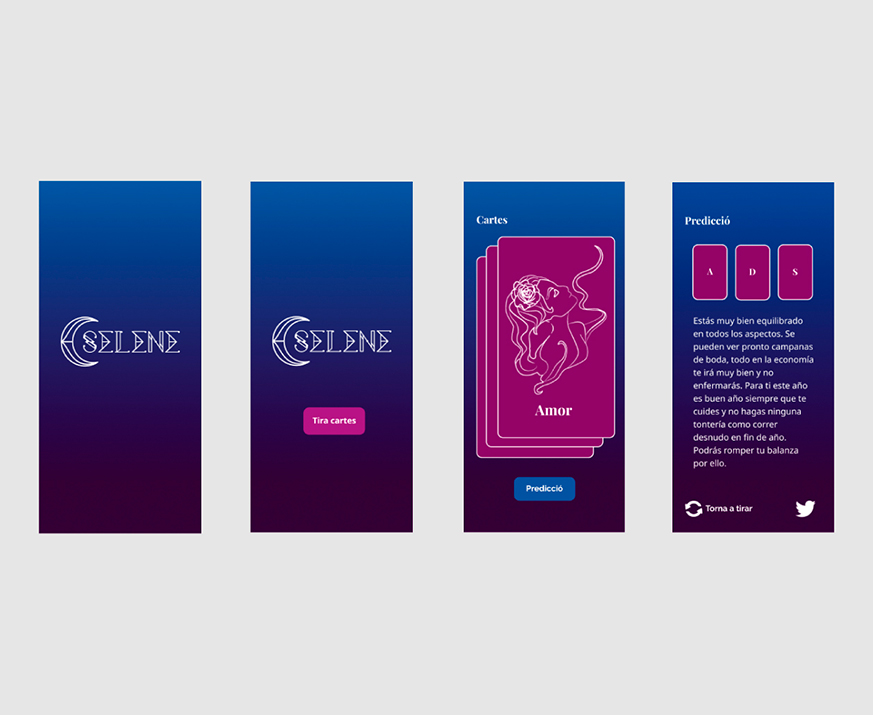 SELENE
SELENE
Tira cartes
Cartes
Amor
Predicció
Predicció
A D S
Estás muy bien equilibrado
en todos los aspectos. Se
pueden ver pronto campanas
de boda, todo en la economía
te irá muy bien y no
enfermarás. Para ti este año
es buen año siempre que te
cuides y no hagas ninguna
tontería como correr
desnudo en fin de año.
Podrás romper tu balanza
por ello.
Torna a tirar